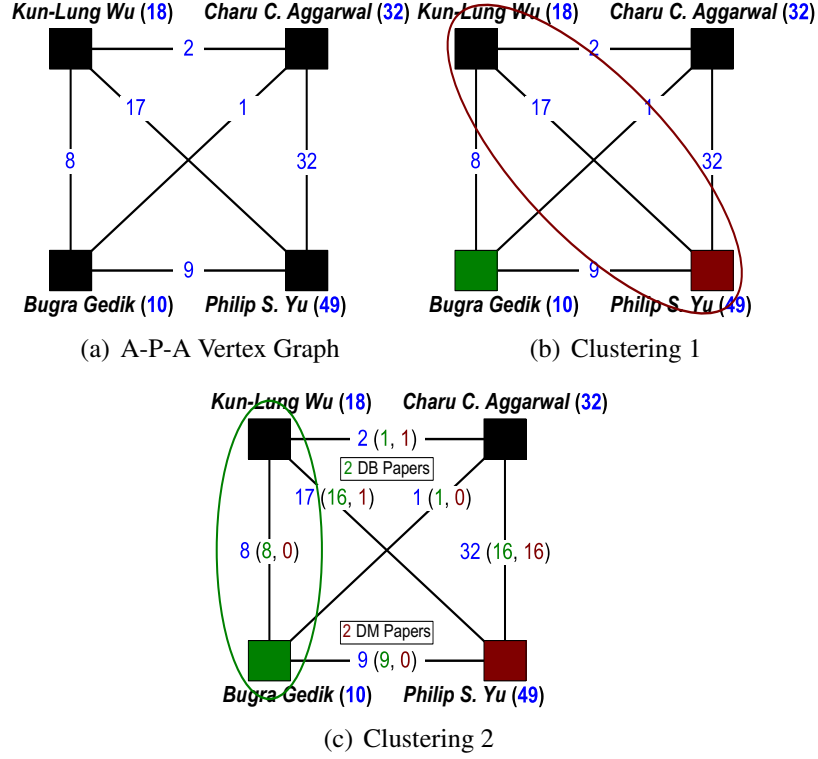 Kun-Lung Wu (18) Charu C. Aggarwal (32)
2
17 1
8 32
9
Bugra Gedik (10) Philip S. Yu (49)
(a) A-P-A Vertex Graph
Kun-Lung Wu (18) Charu C. Aggarwal (32)
2
17 1
8 32
9
Bugra Gedik (10) Philip S. Yu (49)
(b) Clustering 1
Kun-Lung Wu (18) Charu C. Aggarwal (32)
2 (1, 1)
2 DB Papers
17 (16, 1) 1 (1, 0)
8 (8, 0) 32 (16, 16)
2 DM Papers
9 (9, 0)
Bugra Gedik (10) Philip S. Yu (49)
(c) Clustering 2